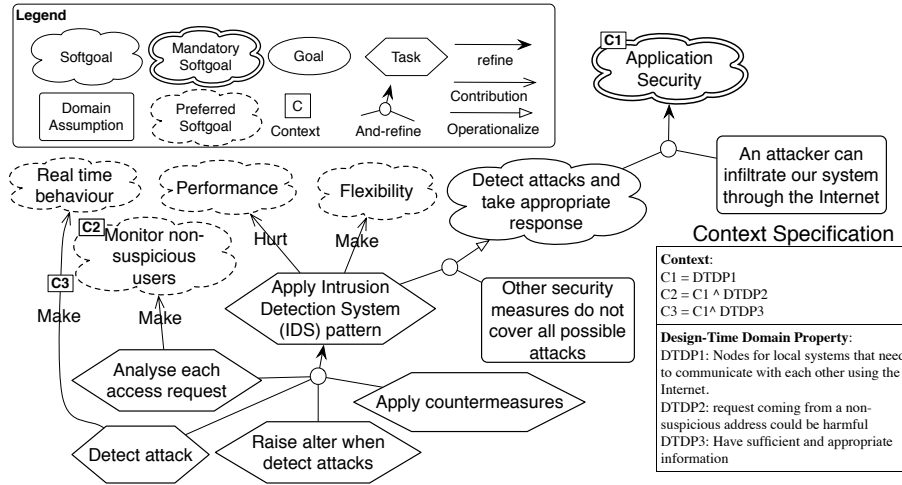 Legend
Softgoal
Mandatory
Softgoal
Goal
Task
refine
Domain
Assumption
Preferred
Softgoal
C
Context
And-refine
Contribution
Operationalize
C1
Application
Security
Real time
behaviour
Performance
Flexibility
Detect attacks and
take appropriate
response
An attacker can
infiltrate our system
through the Internet
C2
Monitor non-
suspicious
users
Hurt
Make
C3
Make
Make
Apply Intrusion
Detection System
(IDS) pattern
Other security
measures do not
cover all possible
attacks
Analyse each
access request
Apply countermeasures
Detect attack
Raise alter when
detect attacks
Context Specification
Context:
C1 = DTDP1
C2 = C1 ^ DTDP2
C3 = C1^ DTDP3
Design-Time Domain Property:
DTDP1: Nodes for local systems that need
to communicate with each other using the
Internet.
DTDP2: request coming from a non-
suspicious address could be harmful
DTDP3: Have sufficient and appropriate
information